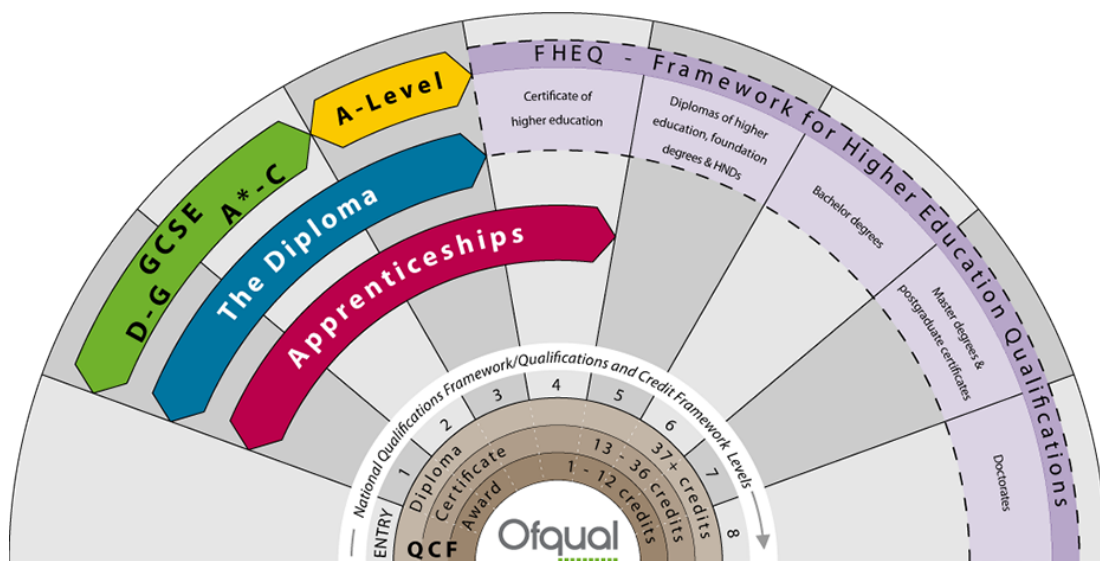 FHEQ - Framework for Higher Education Qualifications
A-Level
GCSE
D-G A*-C
The Diploma
Apprenticeships
Certificate of
higher education
Diplomas of higher
education, foundation
degrees & HNDs
Bachelor degrees
Master degrees &
postgraduate certificates
Doctorates
National Qualifications Framework/Qualifications and Credit Framework Levels
ENTRY
1
2
3
4
5
6
7
8
Diploma
37+ credits
Certificate
13 - 36 credits
Award
1 - 12 credits
QCF
Ofqual